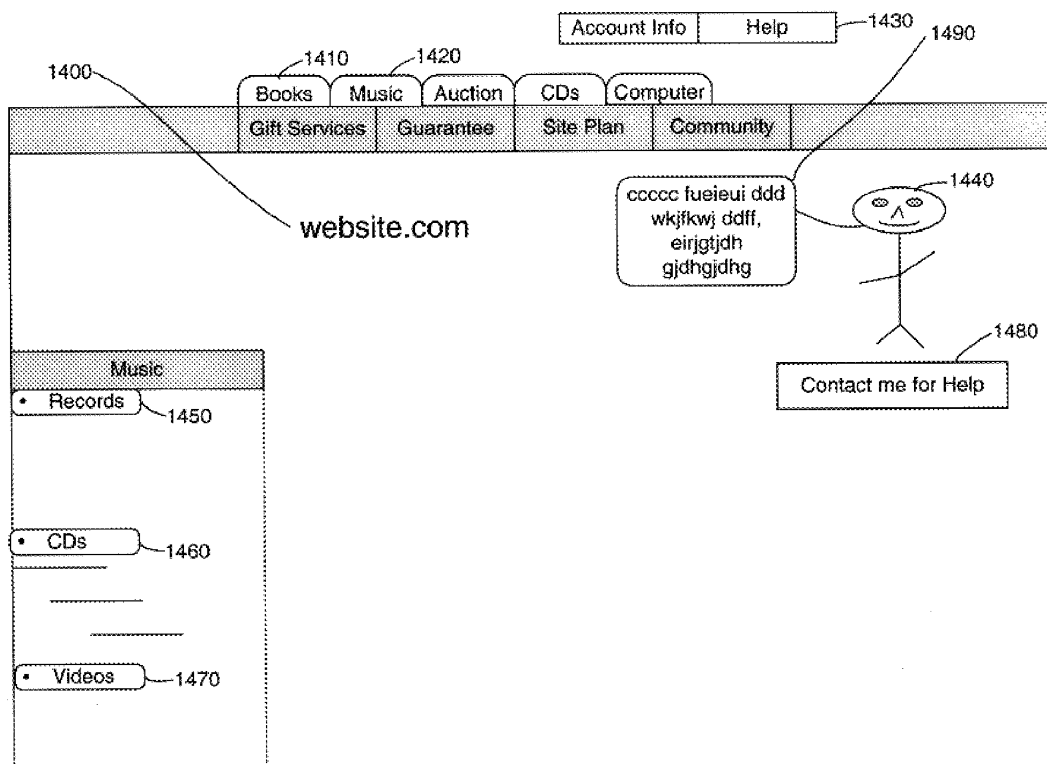 Account Info Help 1430
1490
1400 1410 1420
Books Music Auction CDs Computer
Gift Services Guarantee Site Plan Community
website.com
ccccc fueieui ddd
wkjfkwj ddff,
eirjgtjdh
gjdhgjdhg
1440
1480
Contact me for Help
Music
• Records 1450
• CDs 1460
• Videos 1470